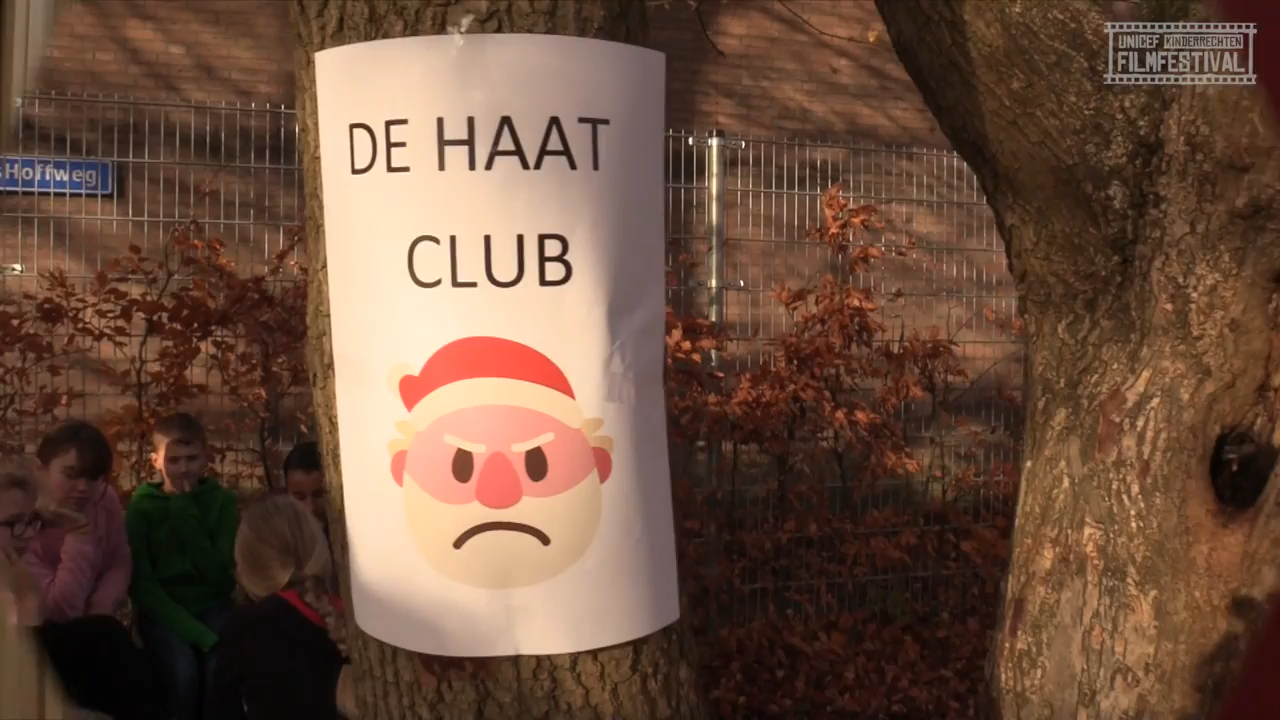 UNICEF KINDERRECHTEN
FILMFESTIVAL
DE HAAT
CLUB
Hoffweg